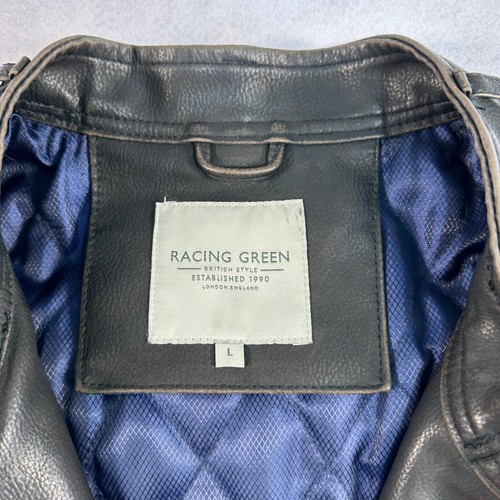 RACING GREEN
BRITISH STYLE
ESTABLISHED 1990
LONDON, ENGLAND
L